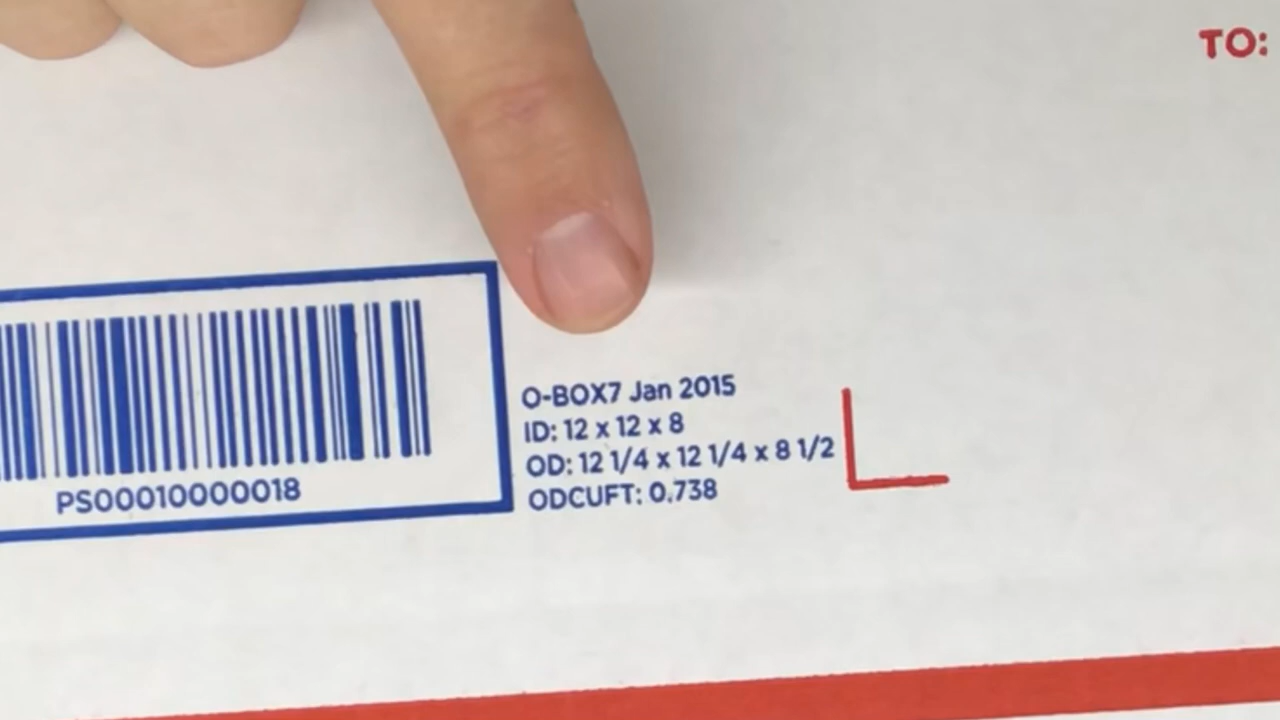 TO:
O-BOX7 Jan 2015
ID: 12 x 12 x 8
OD: 12 1/4 x 12 1/4 x 8 1/2
ODCUFT: 0.738
PS00010000018